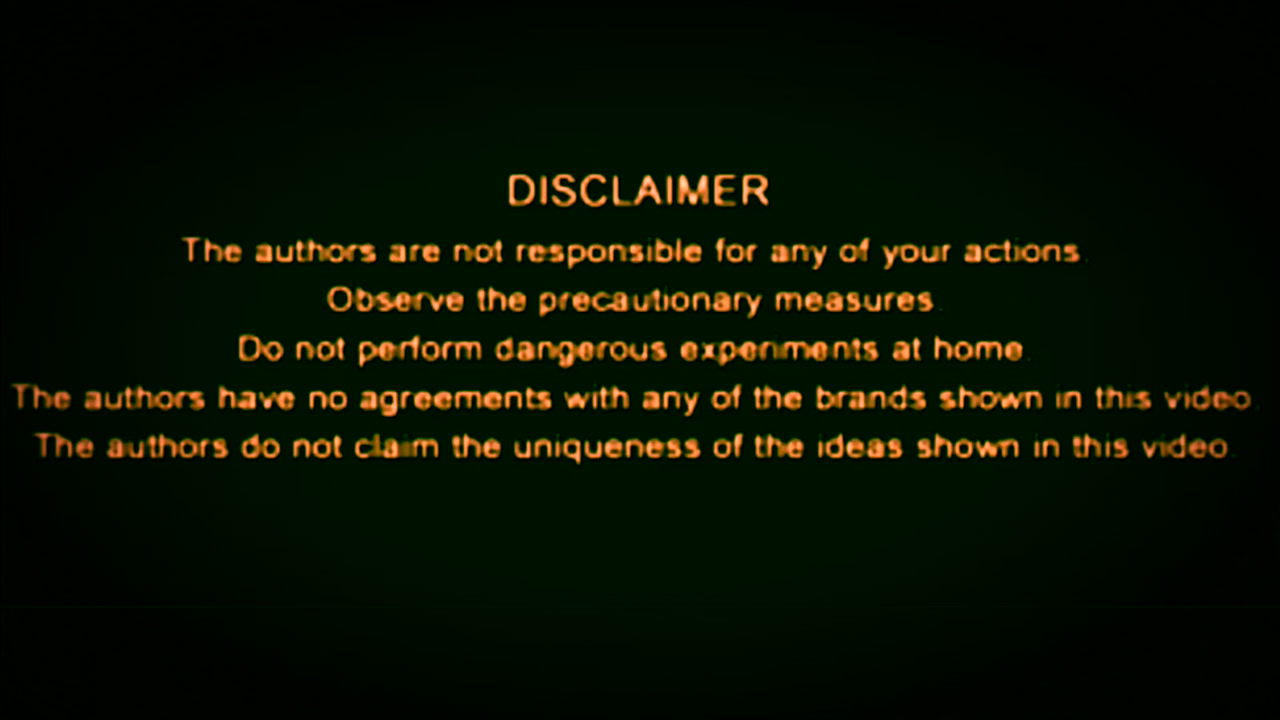 DISCLAIMER
The authors are not responsible for any of your actions.
Observe the precautionary measures.
Do not perform dangerous experiments at home.
The authors have no agreements with any of the brands shown in this video.
The authors do not claim the uniqueness of the ideas shown in this video.